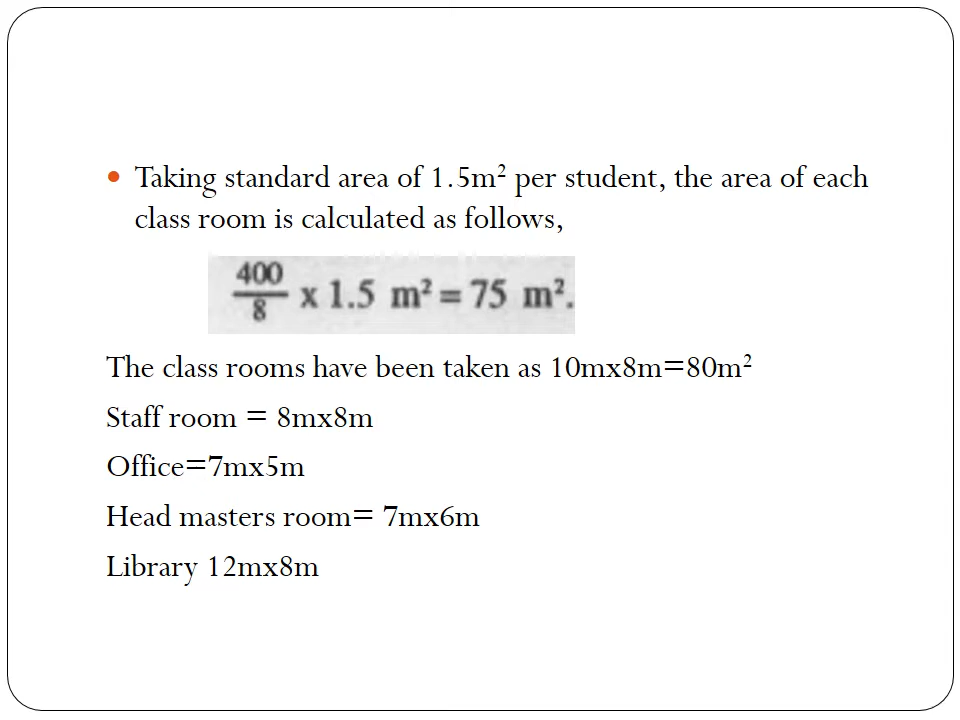 • Taking standard area of 1.5m² per student, the area of each
class room is calculated as follows,
400/8 x 1.5 m² = 75 m².
The class rooms have been taken as 10mx8m=80m²
Staff room = 8mx8m
Office=7mx5m
Head masters room= 7mx6m
Library 12mx8m